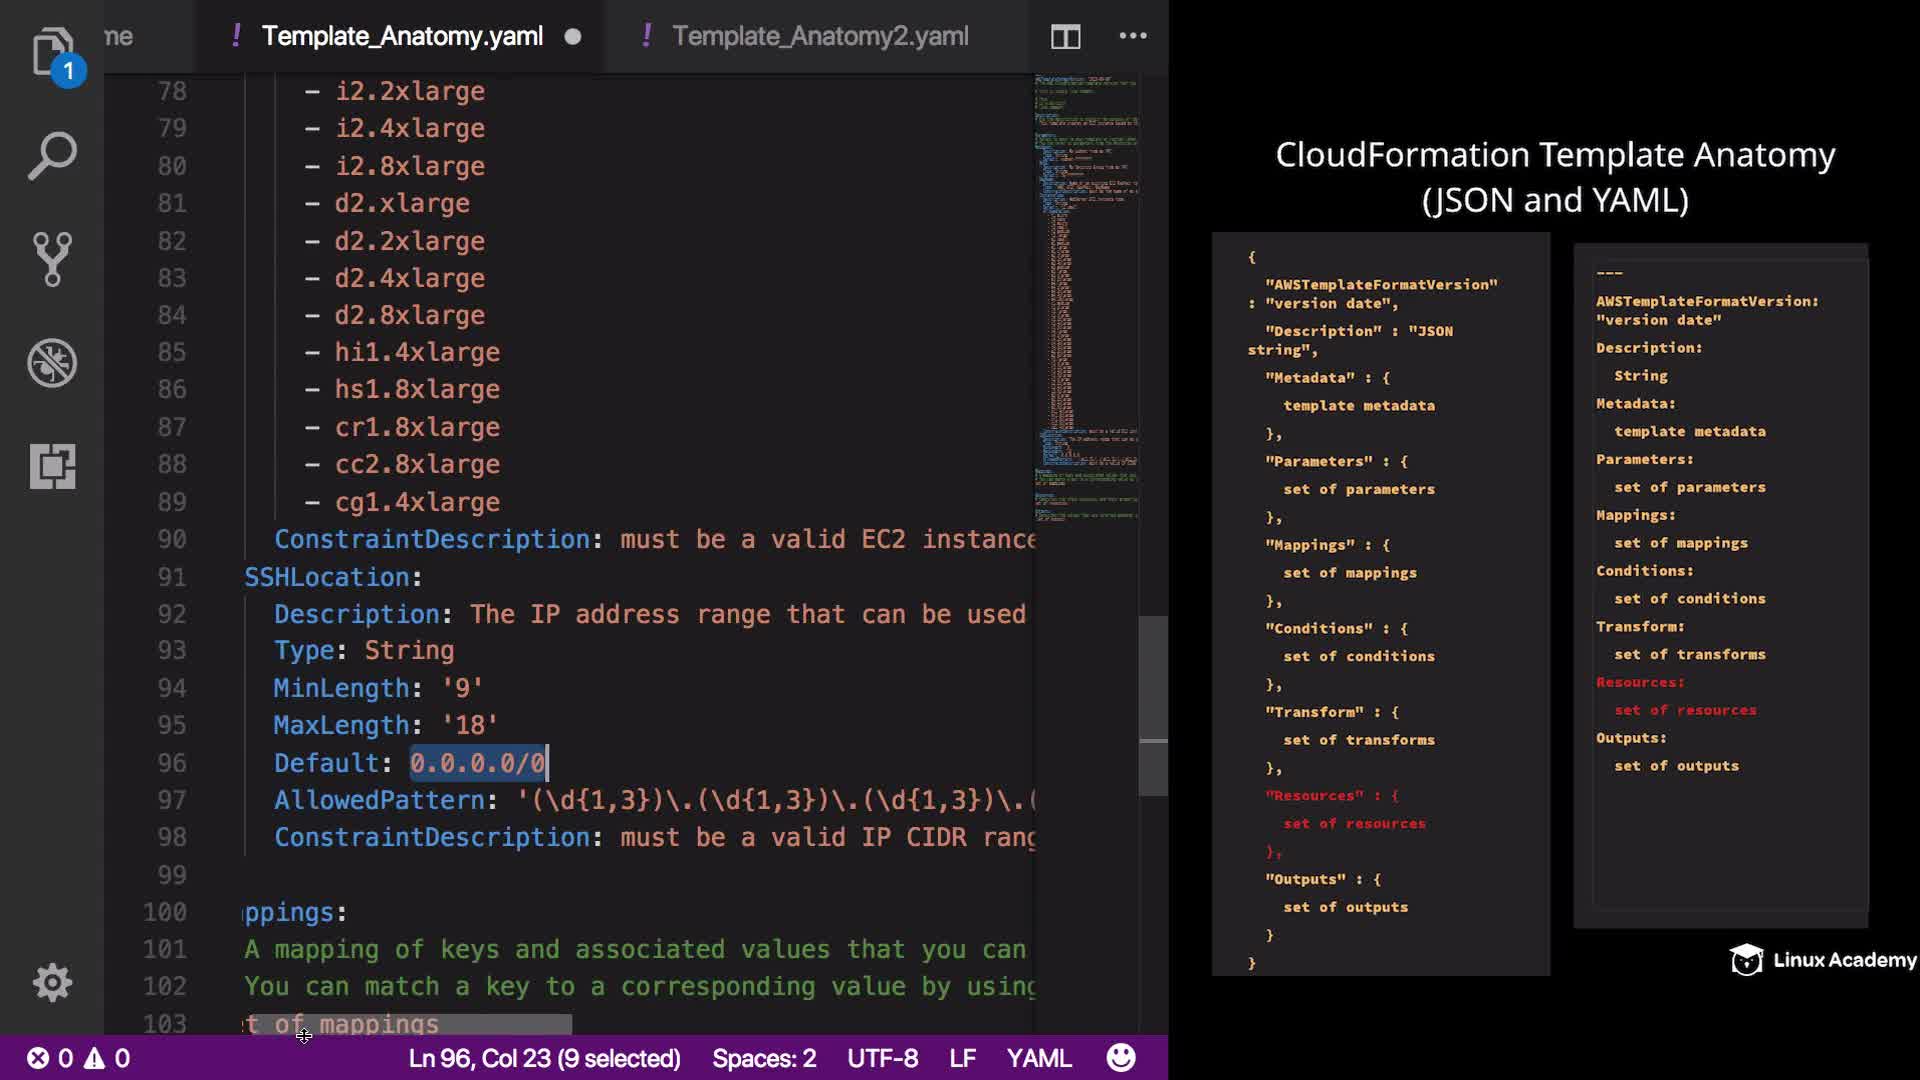 me
! Template_Anatomy.yaml
! Template_Anatomy2.yaml
1
78 - i2.2xlarge
79 - i2.4xlarge
80 - i2.8xlarge
81 - d2.xlarge
82 - d2.2xlarge
83 - d2.4xlarge
84 - d2.8xlarge
85 - hi1.4xlarge
86 - hs1.8xlarge
87 - cr1.8xlarge
88 - cc2.8xlarge
89 - cg1.4xlarge
90 ConstraintDescription: must be a valid EC2 instance
91 SSHLocation:
92 Description: The IP address range that can be used
93 Type: String
94 MinLength: '9'
95 MaxLength: '18'
96 Default: 0.0.0.0/0
97 AllowedPattern: '(\d{1,3})\.(\d{1,3})\.(\d{1,3})\.(
98 ConstraintDescription: must be a valid IP CIDR rang
99
100 ppings:
101 A mapping of keys and associated values that you can
102 You can match a key to a corresponding value by using
103 t of mappings
0 0
Ln 96, Col 23 (9 selected) Spaces: 2 UTF-8 LF YAML
CloudFormation Template Anatomy
(JSON and YAML)
{
"AWSTemplateFormatVersion"
: "version date",
"Description" : "JSON
string",
"Metadata" : {
template metadata
},
"Parameters" : {
set of parameters
},
"Mappings" : {
set of mappings
},
"Conditions" : {
set of conditions
},
"Transform" : {
set of transforms
},
"Resources" : {
set of resources
},
"Outputs" : {
set of outputs
}
}
---
AWSTemplateFormatVersion:
"version date"
Description:
String
Metadata:
template metadata
Parameters:
set of parameters
Mappings:
set of mappings
Conditions:
set of conditions
Transform:
set of transforms
Resources:
set of resources
Outputs:
set of outputs
Linux Academy